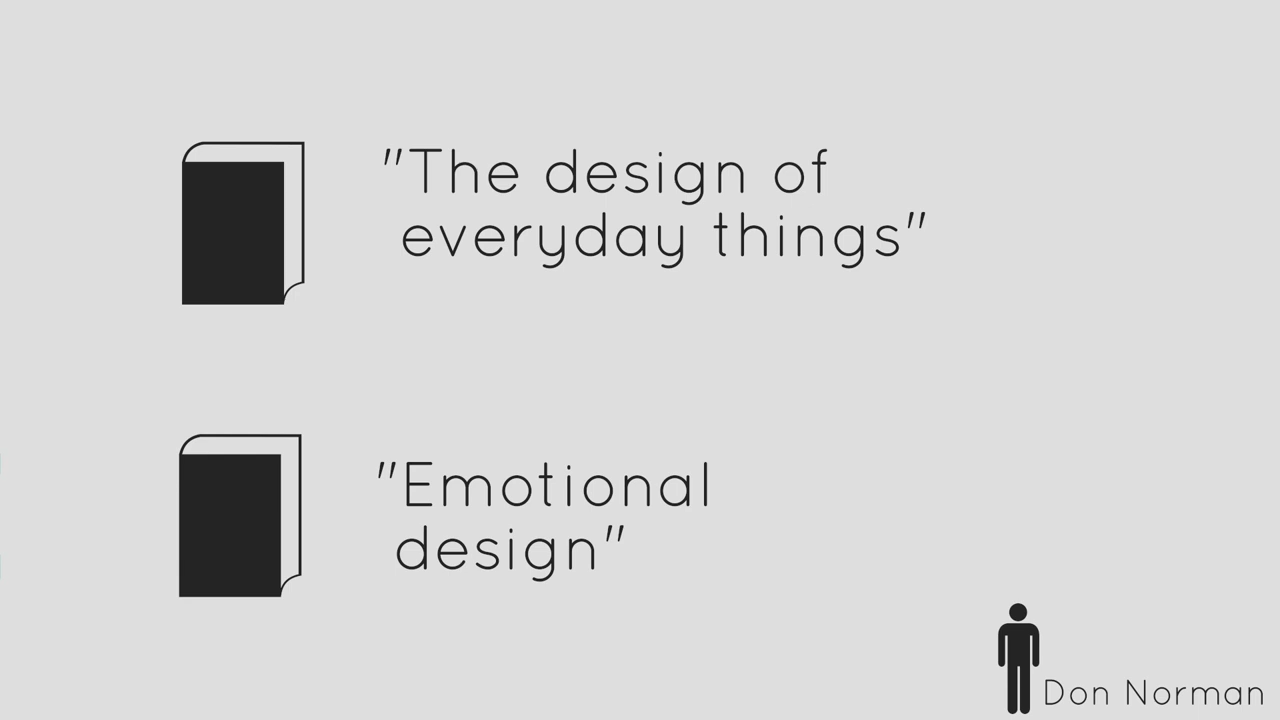 "The design of
everyday things"
"Emotional
design"
Don Norman